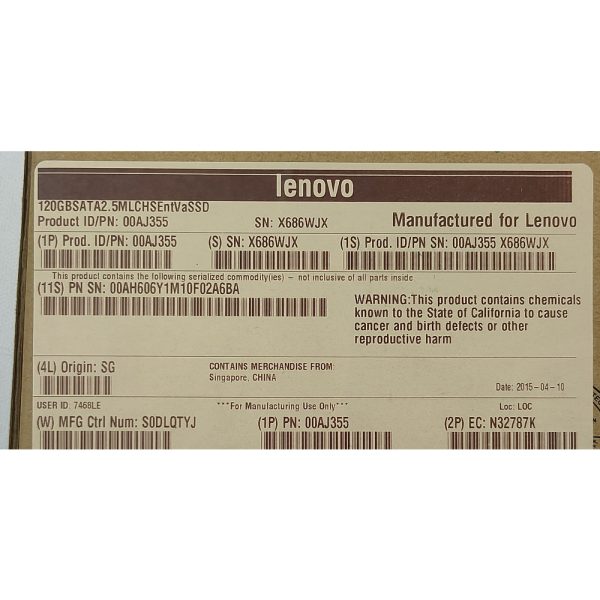 lenovo
120GBSATA2.5MLCHSEntVaSSD
Product ID/PN: 00AJ355 SN: X686WJX Manufactured for Lenovo
(1P) Prod. ID/PN: 00AJ355 (S) SN: X686WJX (1S) Prod. ID/PN SN: 00AJ355 X686WJX
This product contains the following serialized commodity(ies) – not inclusive of all parts inside
(11S) PN SN: 00AH606Y1M10F02A6BA
WARNING:This product contains chemicals
known to the State of California to cause
cancer and birth defects or other
reproductive harm
(4L) Origin: SG CONTAINS MERCHANDISE FROM:
Singapore, CHINA
Date: 2015-04-10
USER ID: 7468LE ***For Manufacturing Use Only*** Loc: LOC
(W) MFG Ctrl Num: S0DLQTYJ (1P) PN: 00AJ355 (2P) EC: N32787K